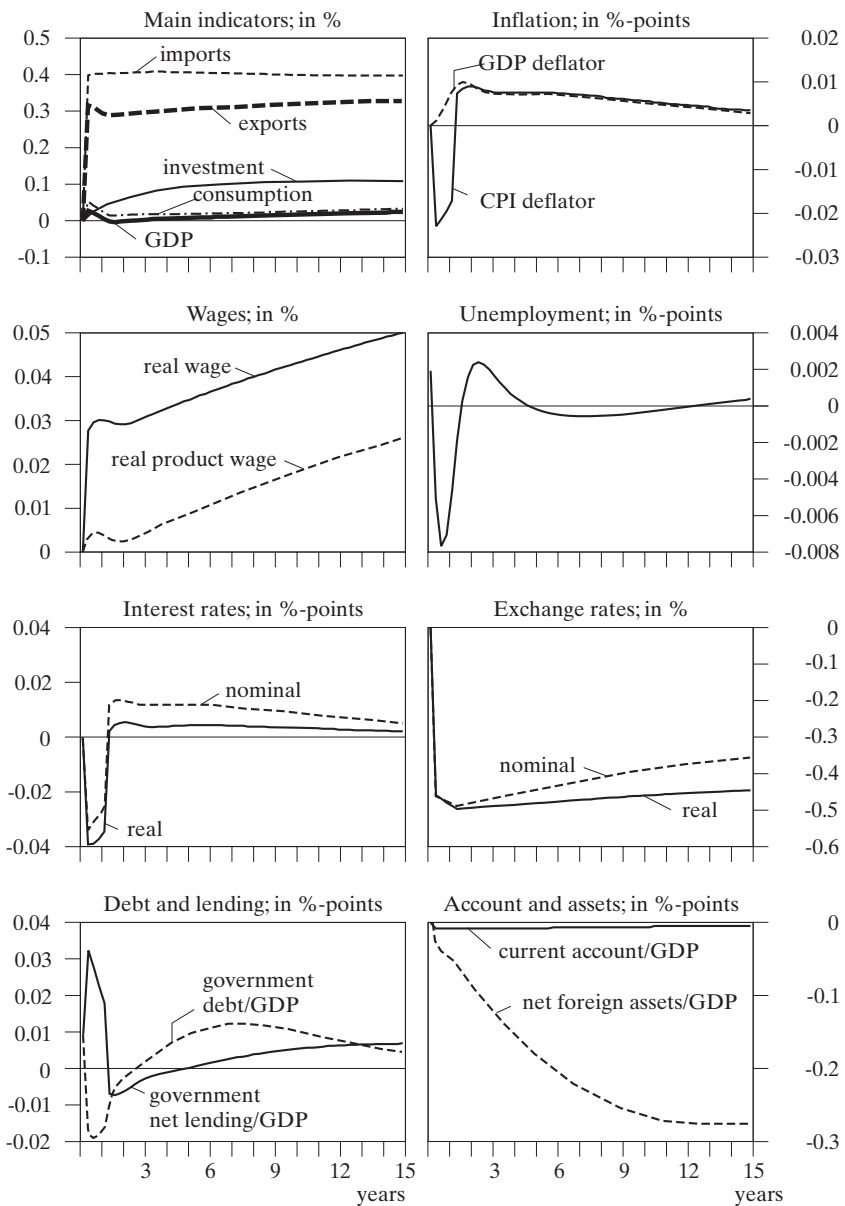 Main indicators; in %
0.5
0.4
0.3
0.2
0.1
0
-0.1
imports
exports
investment
consumption
GDP
Inflation; in %-points
0.02
0.01
0
-0.01
-0.02
-0.03
GDP deflator
CPI deflator
Wages; in %
0.05
0.04
0.03
0.02
0.01
0
real wage
real product wage
Unemployment; in %-points
0.004
0.002
0
-0.002
-0.004
-0.006
-0.008
Interest rates; in %-points
0.04
0.02
0
-0.02
-0.04
nominal
real
Exchange rates; in %
0
-0.1
-0.2
-0.3
-0.4
-0.5
-0.6
nominal
real
Debt and lending; in %-points
0.04
0.03
0.02
0.01
0
-0.01
-0.02
government
debt/GDP
government
net lending/GDP
3 6 9 12 15
years
Account and assets; in %-points
0
-0.1
-0.2
-0.3
current account/GDP
net foreign assets/GDP
3 6 9 12 15
years